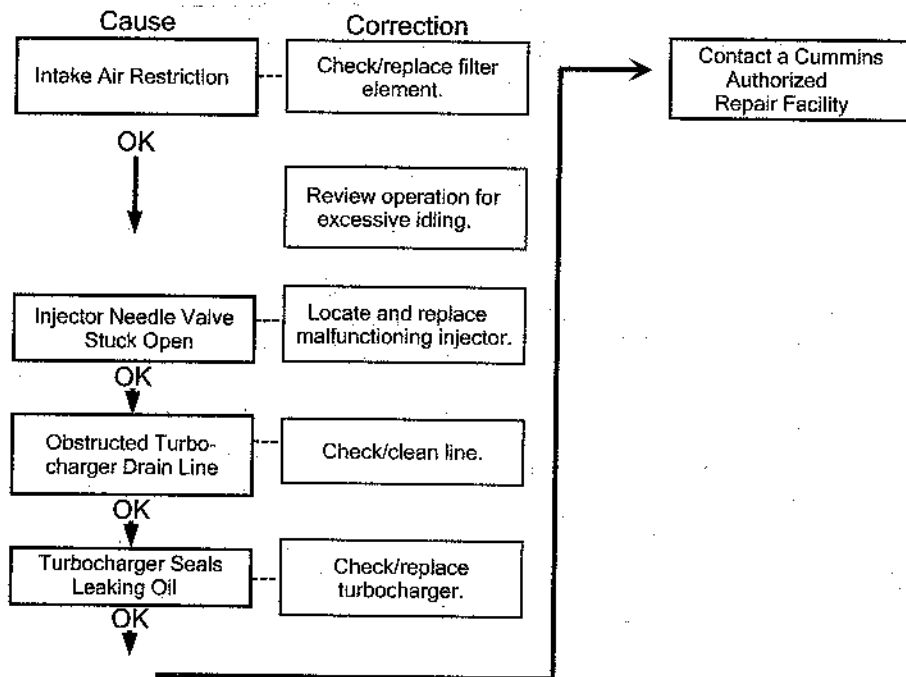 Cause
Correction
Intake Air Restriction
Check/replace filter
element.
Contact a Cummins
Authorized
Repair Facility
OK
Review operation for
excessive idling.
Injector Needle Valve
Stuck Open
Locate and replace
malfunctioning injector.
OK
Obstructed Turbo-
charger Drain Line
Check/clean line.
OK
Turbocharger Seals
Leaking Oil
Check/replace
turbocharger.
OK